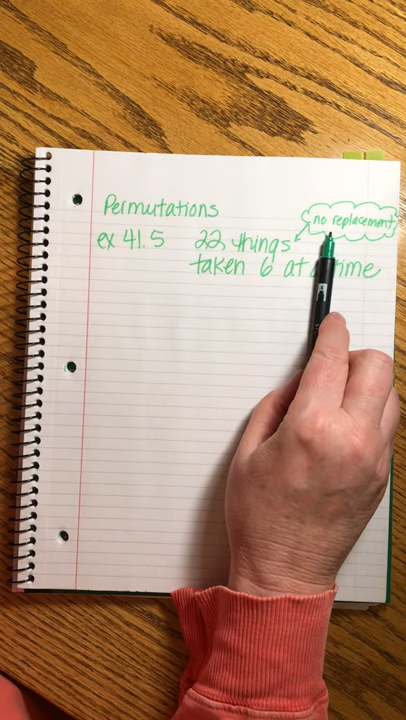 Permutations
no replacement
ex 41.5 22 things
taken 6 at a time